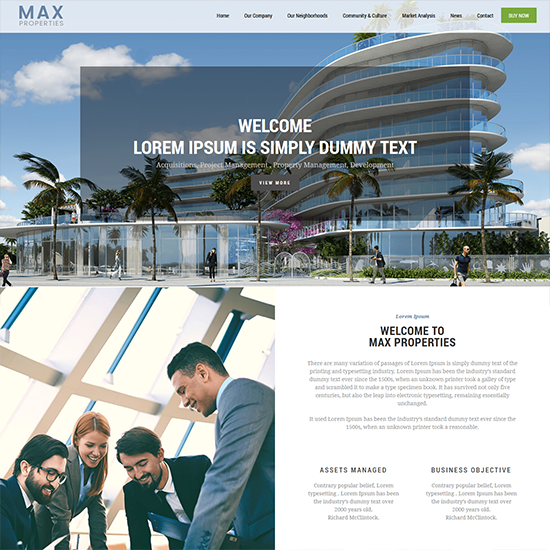 MAX
PROPERTIES
Home Our Company Our Neighborhoods Community & Culture Market Analysis News Contact BUY NOW
WELCOME
LOREM IPSUM IS SIMPLY DUMMY TEXT
Acquisitions, Project Management , Property Management, Development
VIEW MORE
Lorem Ipsum
WELCOME TO
MAX PROPERTIES
There are many variation of passages of Lorem Ipsum is simply dummy text of the
printing and typesetting industry. Lorem Ipsum has been the industry's standard
dummy text ever since the 1500s, when an unknown printer took a galley of type
and scrambled it to make a type specimen book. It has survived not only five
centuries, but also the leap into electronic typesetting, remaining essentially
unchanged.
It used Lorem Ipsum has been the industry's standard dummy text ever since the
1500s, when an unknown printer took a reasonable.
ASSETS MANAGED
Contrary popular belief, Lorem
typesetting . Lorem Ipsum has been
the industry's dummy text over
2000 years old.
Richard McClintock.
BUSINESS OBJECTIVE
Contrary popular belief, Lorem
typesetting . Lorem Ipsum has been
the industry's dummy text over
2000 years old.
Richard McClintock.